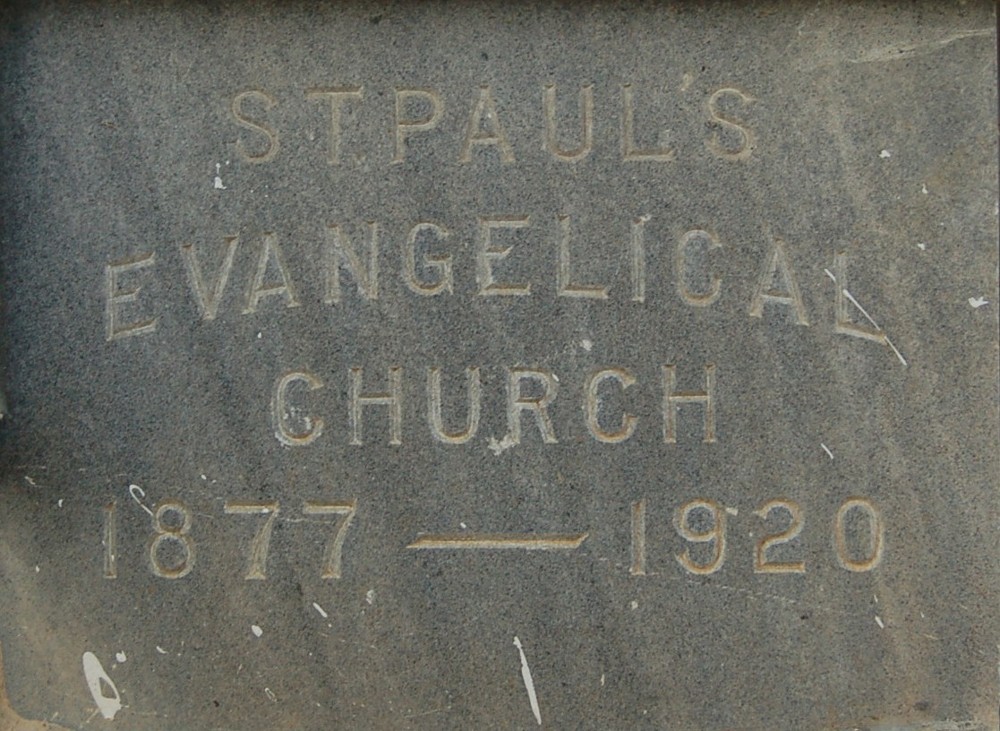 ST. PAUL'S
EVANGELICAL
CHURCH
1877 — 1920